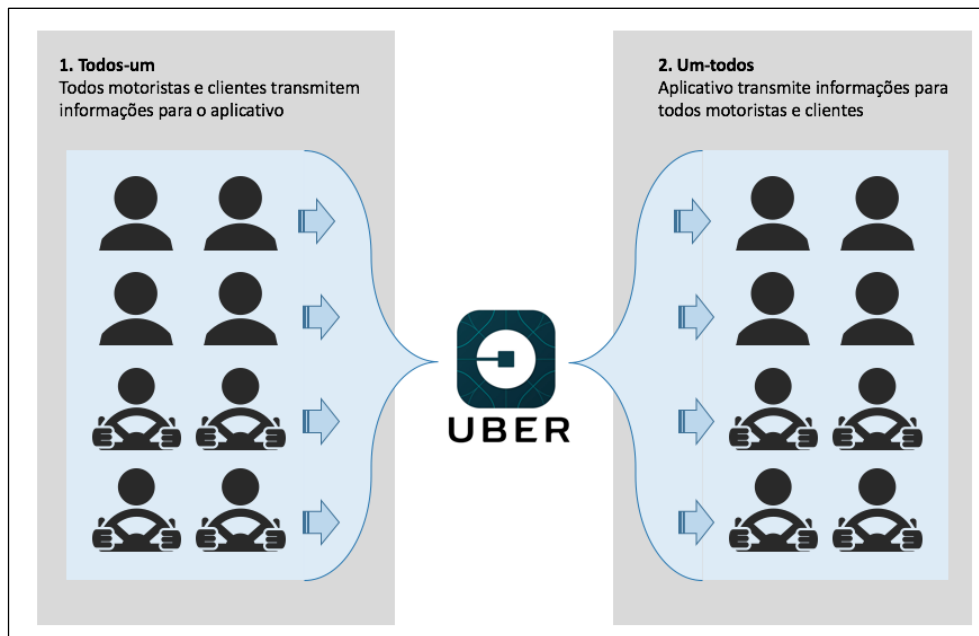 1. Todos-um
Todos motoristas e clientes transmitem
informações para o aplicativo
2. Um-todos
Aplicativo transmite informações para
todos motoristas e clientes
UBER